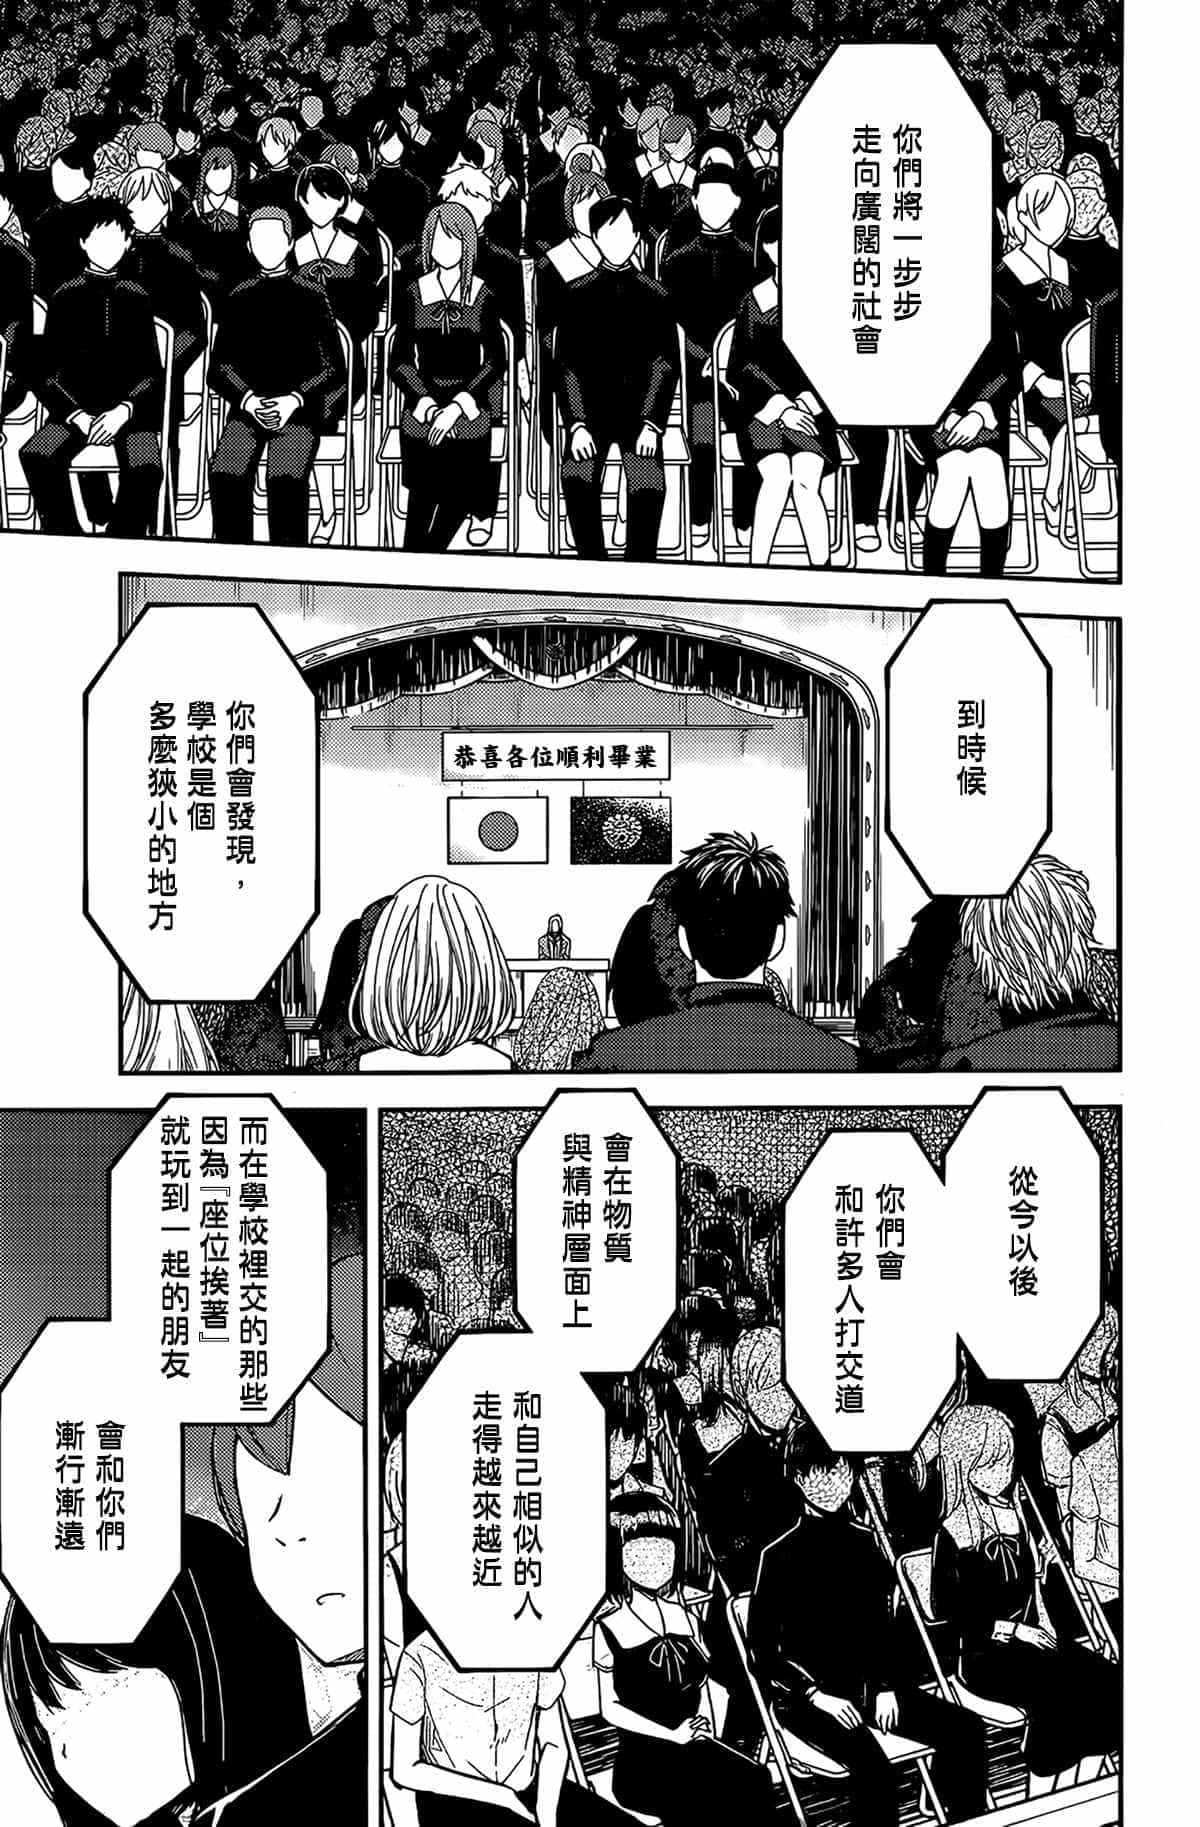 你們將一步步
走向廣闊的社會
到時候
恭喜各位順利畢業
你們會發現，
學校是個
多麼狹小的地方
從今以後
你們會
和許多人打交道
會在物質
與精神層面上
和自己相似的人
走得越來越近
而在學校裡交的那些
因為『座位挨著』
就玩到一起的朋友
會和你們
漸行漸遠